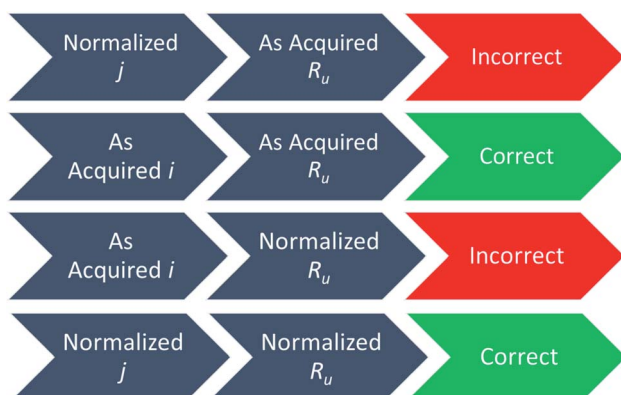 Normalized
j
As Acquired
Rᵤ
Incorrect
As
Acquired i
As Acquired
Rᵤ
Correct
As
Acquired i
Normalized
Rᵤ
Incorrect
Normalized
j
Normalized
Rᵤ
Correct